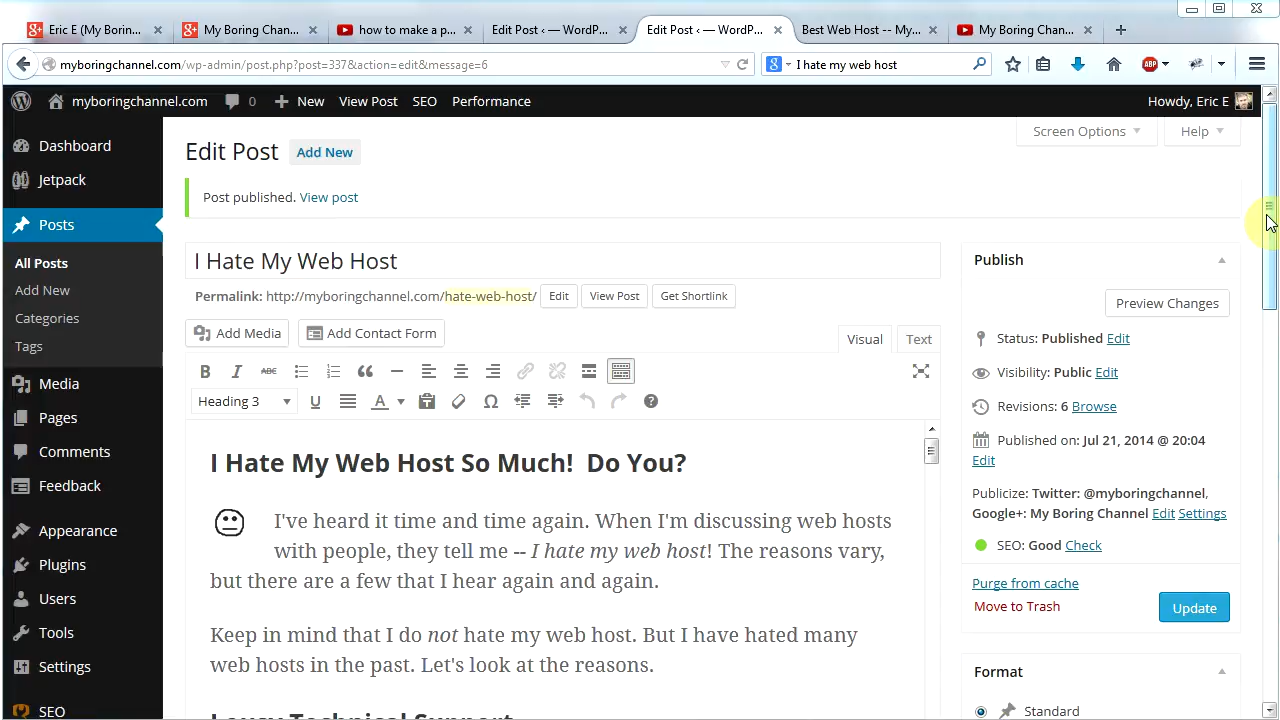 Eric E (My Borin...
My Boring Chan...
how to make a p...
Edit Post ‹ — WordP...
Edit Post ‹ — WordP...
Best Web Host -- My...
My Boring Chan...
myboringchannel.com/wp-admin/post.php?post=337&action=edit&message=6
I hate my web host
ABP
myboringchannel.com
0
New
View Post
SEO
Performance
Howdy, Eric E
Dashboard
Jetpack
Posts
All Posts
Add New
Categories
Tags
Media
Pages
Comments
Feedback
Appearance
Plugins
Users
Tools
Settings
SEO
Screen Options
Help
Edit Post
Add New
Post published. View post
I Hate My Web Host
Permalink: http://myboringchannel.com/hate-web-host/
Edit
View Post
Get Shortlink
Add Media
Add Contact Form
Visual
Text
B
I
ABC
Heading 3
U
A
I Hate My Web Host So Much!  Do You?
I've heard it time and time again. When I'm discussing web hosts
with people, they tell me -- I hate my web host! The reasons vary,
but there are a few that I hear again and again.
Keep in mind that I do not hate my web host. But I have hated many
web hosts in the past. Let's look at the reasons.
Lousy Technical Support
Publish
Preview Changes
Status: Published Edit
Visibility: Public Edit
Revisions: 6 Browse
Published on: Jul 21, 2014 @ 20:04
Edit
Publicize: Twitter: @myboringchannel,
Google+: My Boring Channel Edit Settings
SEO: Good Check
Purge from cache
Move to Trash
Update
Format
Standard